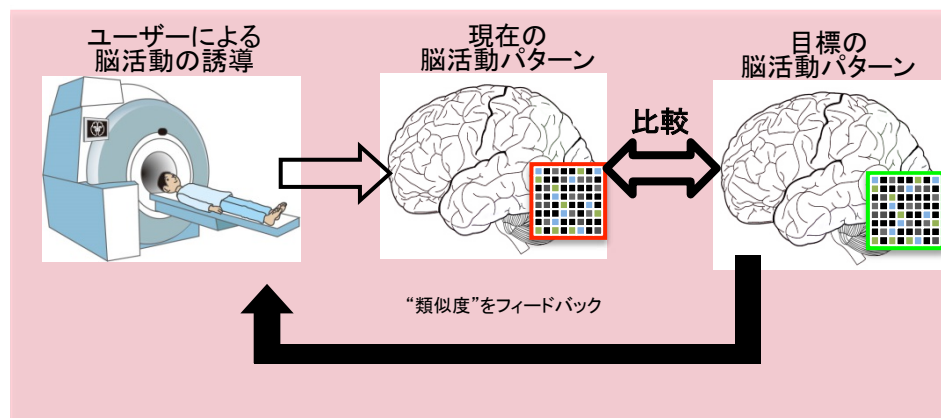 ユーザーによる
脳活動の誘導
現在の
脳活動パターン
目標の
脳活動パターン
比較
“類似度”をフィードバック